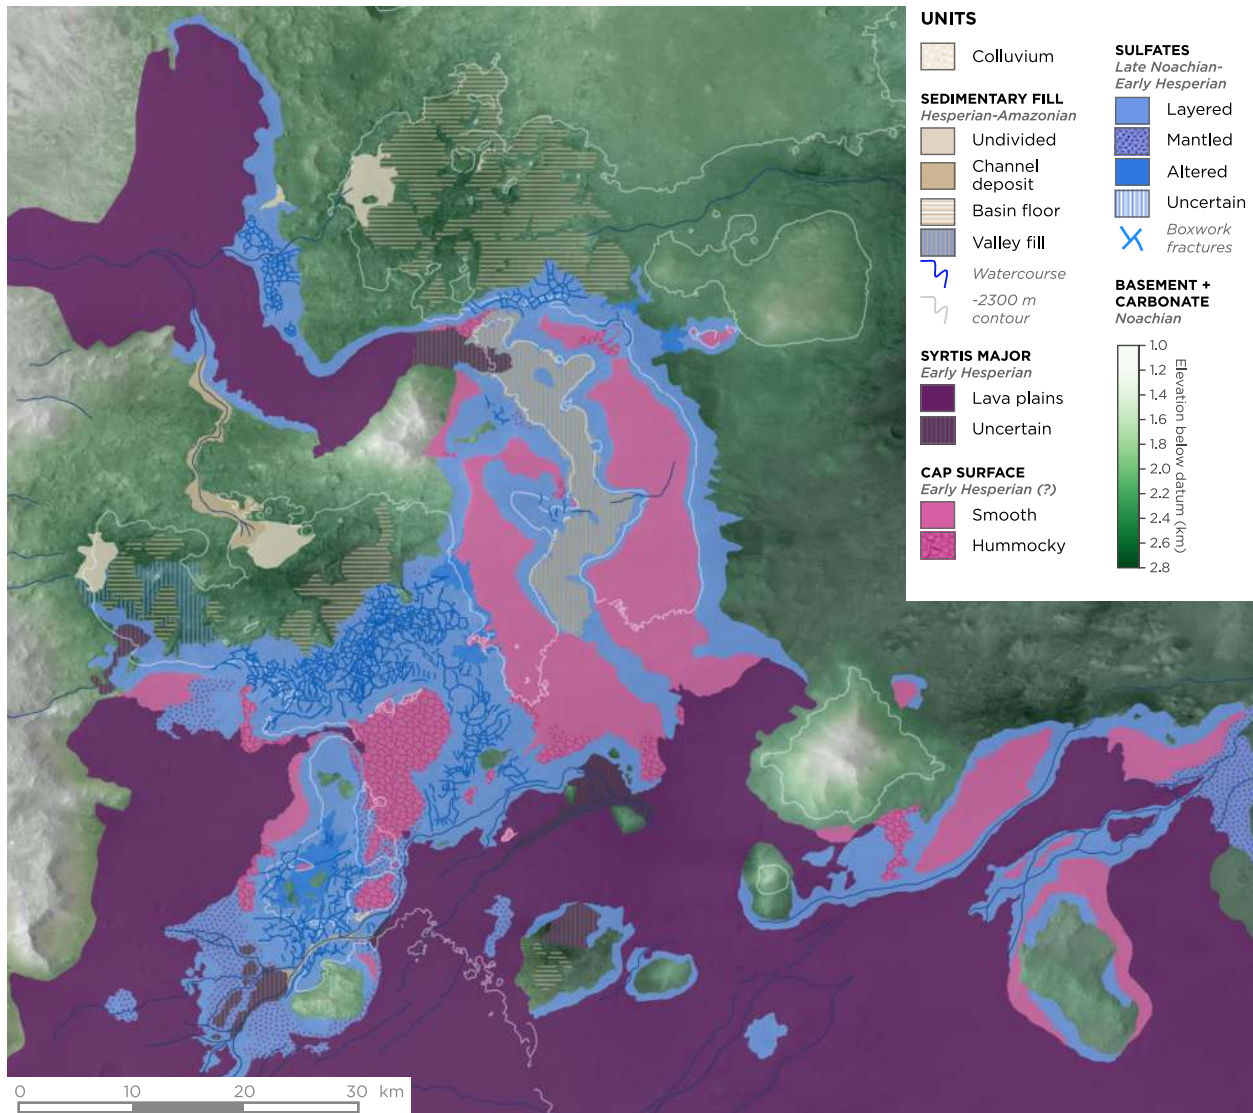 UNITS
Colluvium
SEDIMENTARY FILL
Hesperian-Amazonian
Undivided
Channel
deposit
Basin floor
Valley fill
Watercourse
-2300 m
contour
SYRTIS MAJOR
Early Hesperian
Lava plains
Uncertain
CAP SURFACE
Early Hesperian (?)
Smooth
Hummocky
SULFATES
Late Noachian-
Early Hesperian
Layered
Mantled
Altered
Uncertain
Boxwork
fractures
BASEMENT +
CARBONATE
Noachian
1.0
1.2
1.4
1.6
1.8
2.0
2.2
2.4
2.6
2.8
Elevation below datum (km)
0 10 20 30 km